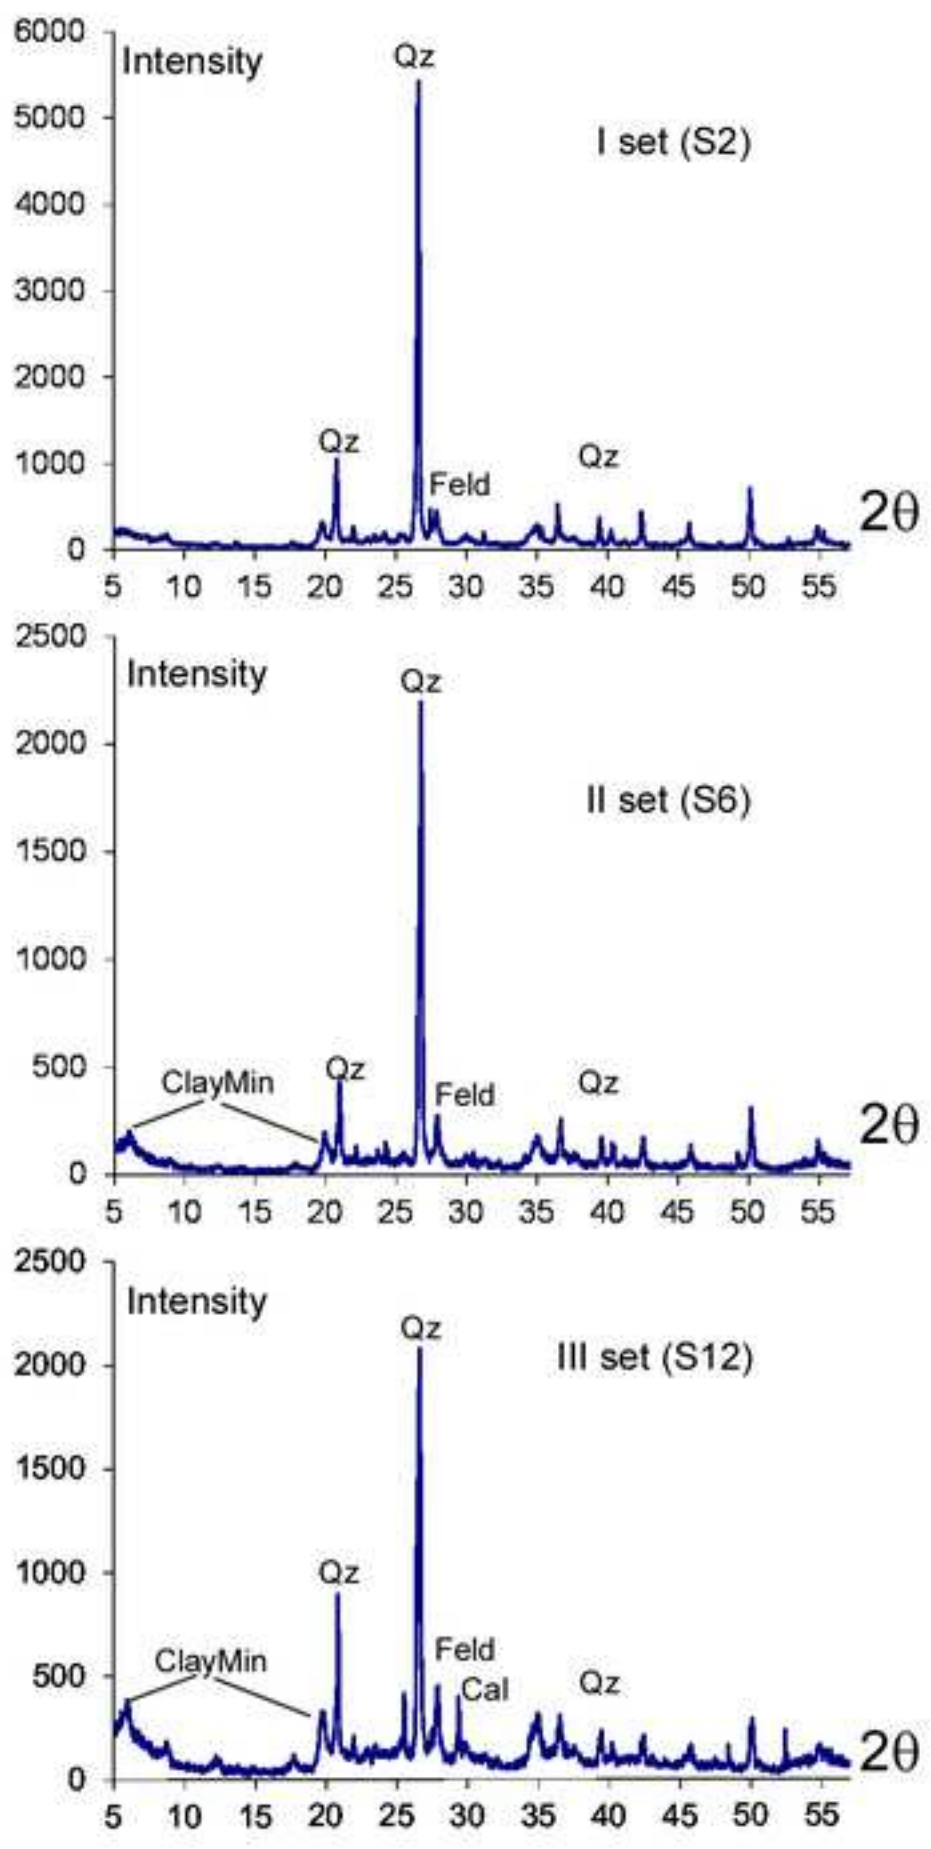 6000
Intensity
Qz
5000
I set (S2)
4000
3000
2000
Qz
Qz
1000
Feld
2θ
0
5 10 15 20 25 30 35 40 45 50 55
2500
Intensity
Qz
2000
II set (S6)
1500
1000
500
ClayMin
Qz
Feld
Qz
2θ
0
5 10 15 20 25 30 35 40 45 50 55
2500
Intensity
Qz
2000
III set (S12)
1500
1000
Qz
ClayMin
Feld
500
Cal
Qz
2θ
0
5 10 15 20 25 30 35 40 45 50 55